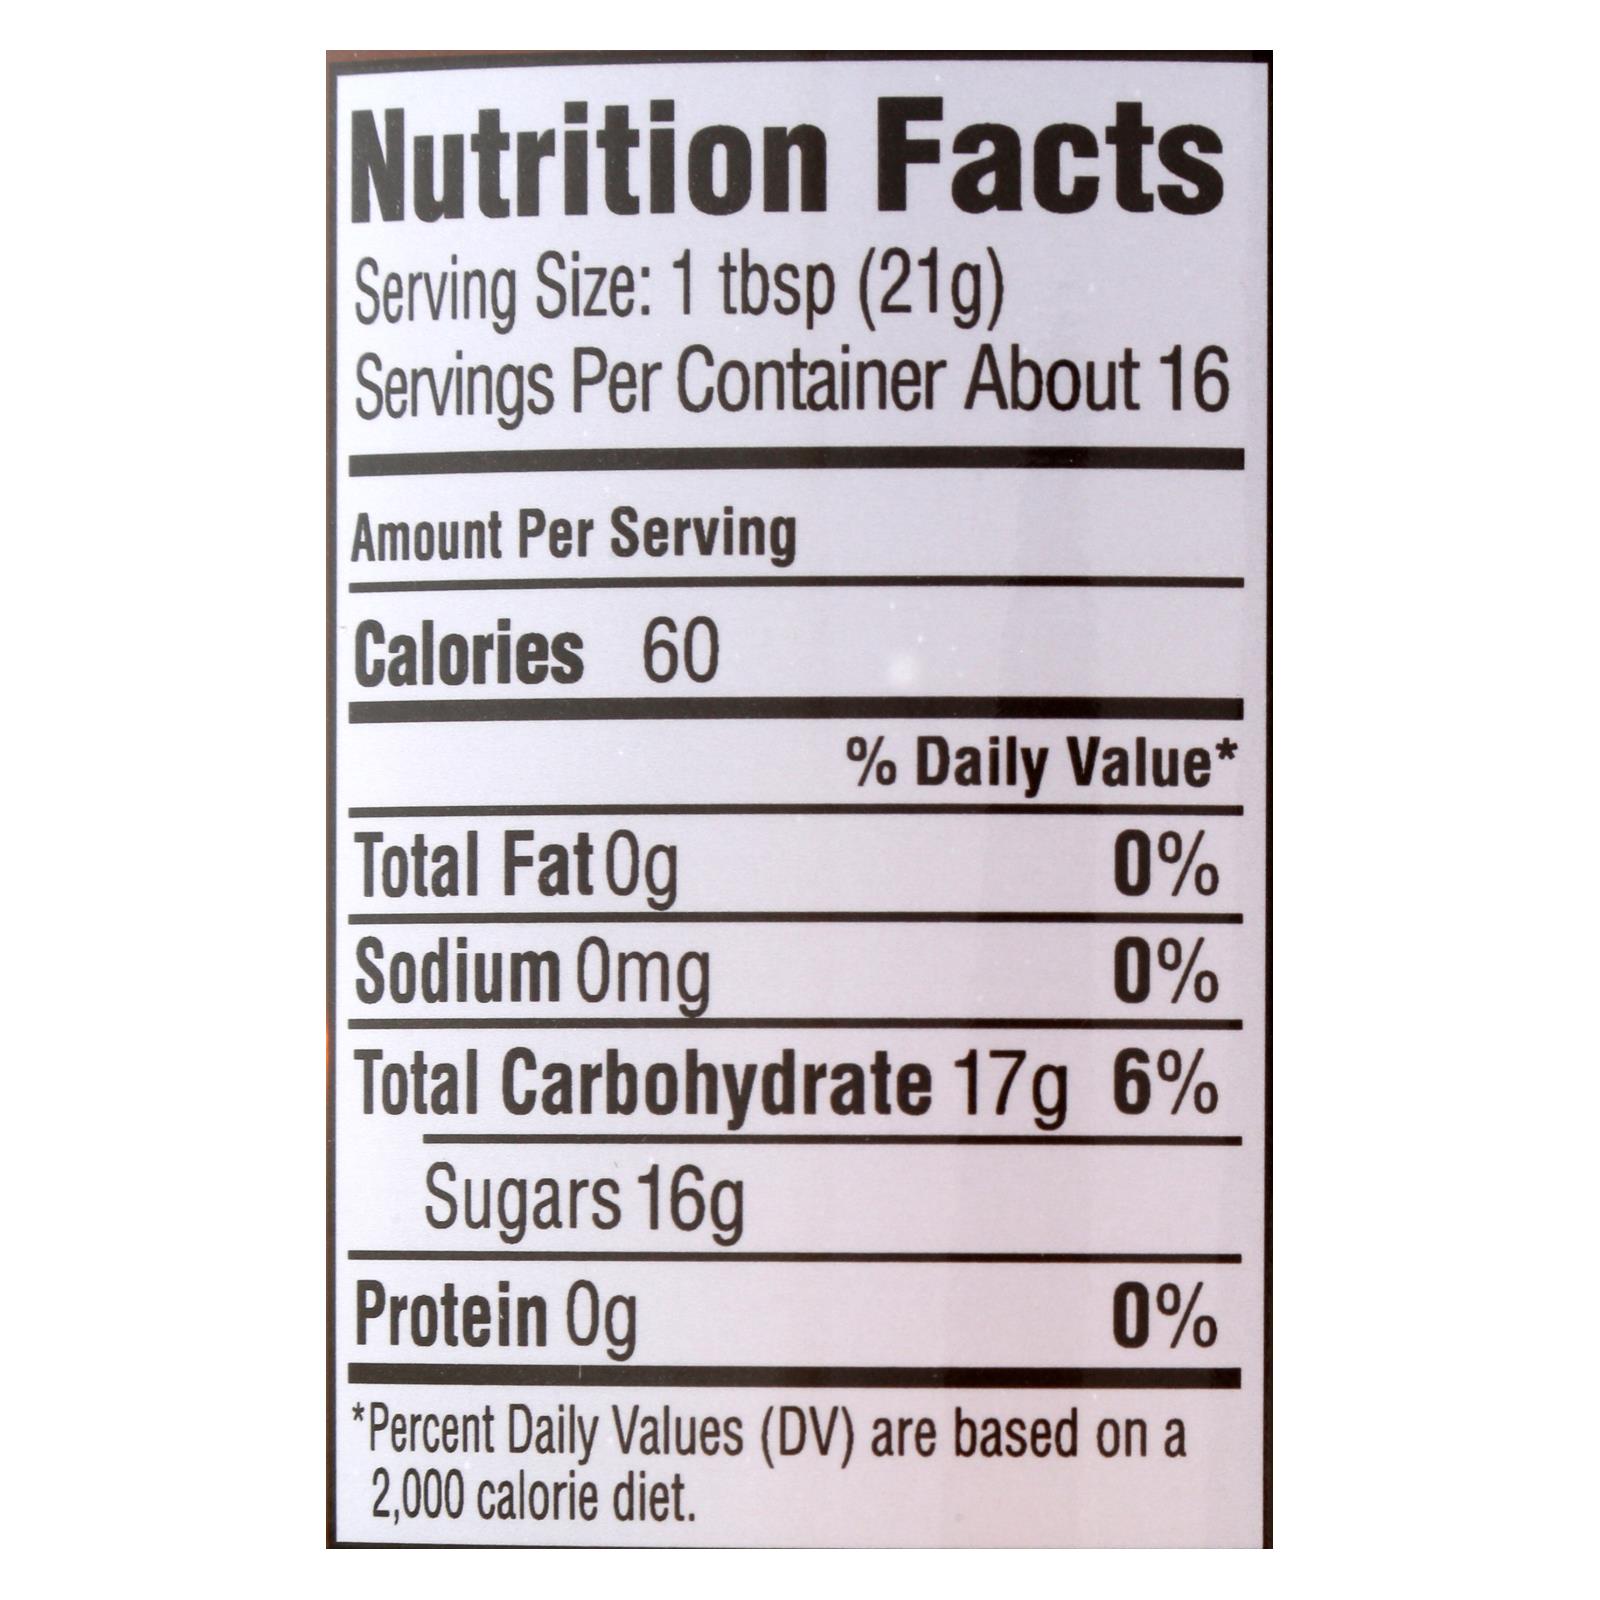 Nutrition Facts
Serving Size: 1 tbsp (21g)
Servings Per Container About 16
Amount Per Serving
Calories 60
% Daily Value*
Total Fat 0g 0%
Sodium 0mg 0%
Total Carbohydrate 17g 6%
Sugars 16g
Protein 0g 0%
*Percent Daily Values (DV) are based on a
2,000 calorie diet.